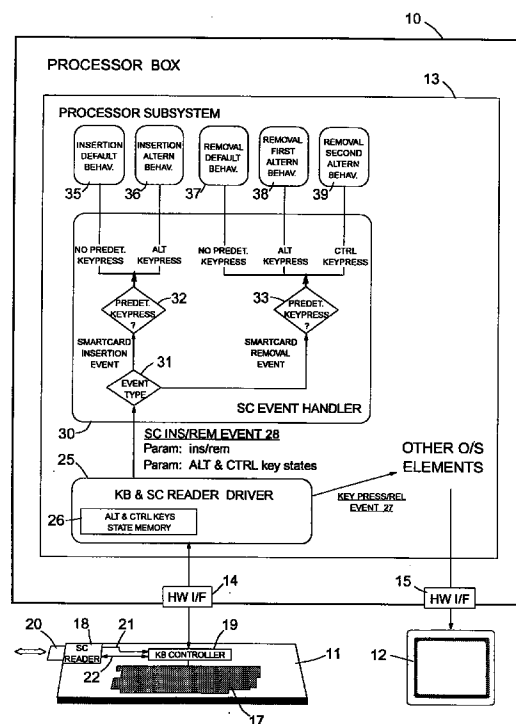 10
PROCESSOR BOX
13
PROCESSOR SUBSYSTEM
INSERTION DEFAULT BEHAV.
INSERTION ALTERN BEHAV.
REMOVAL DEFAULT BEHAV.
REMOVAL FIRST ALTERN BEHAV.
REMOVAL SECOND ALTERN BEHAV.
35
36
37
38
39
NO PREDET. KEYPRESS
ALT KEYPRESS
NO PREDET. KEYPRESS
ALT KEYPRESS
CTRL KEYPRESS
32
33
PREDET. KEYPRESS ?
PREDET. KEYPRESS ?
SMARTCARD INSERTION EVENT
SMARTCARD REMOVAL EVENT
31
EVENT TYPE
SC EVENT HANDLER
30
SC INS/REM EVENT 28
Param: ins/rem
Param: ALT & CTRL key states
OTHER O/S ELEMENTS
25
KB & SC READER DRIVER
KEY PRESS/REL EVENT 27
26
ALT & CTRL KEYS STATE MEMORY
HW I/F
14
HW I/F
15
20
18
21
19
SC READER
KB CONTROLLER
11
12
22
17